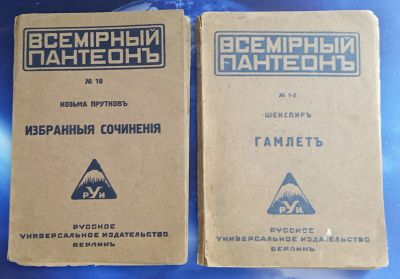 ВСЕМІРНЫЙ
ПАНТЕОНЪ
№ 10
КОЗЬМА ПРУТКОВЪ
ИЗБРАННЫЯ СОЧИНЕНІЯ
РУИ
РУССКОЕ
УНИВЕРСАЛЬНОЕ ИЗДАТЕЛЬСТВО
БЕРЛИНЪ
ВСЕМІРНЫЙ
ПАНТЕОНЪ
№ 1-2
ШЕКСПИРЪ
ГАМЛЕТЪ
РУИ
РУССКОЕ
УНИВЕРСАЛЬНОЕ ИЗДАТЕЛЬСТВО
БЕРЛИНЪ